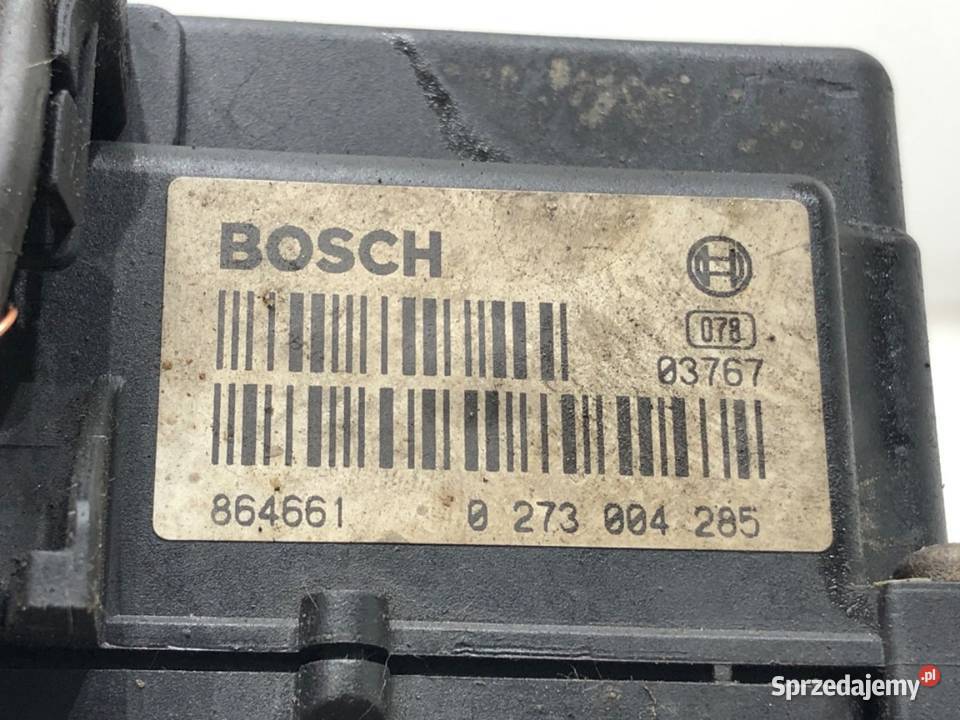 BOSCH
078
03767
864661 0 273 004 285
Sprzedajemy.pl